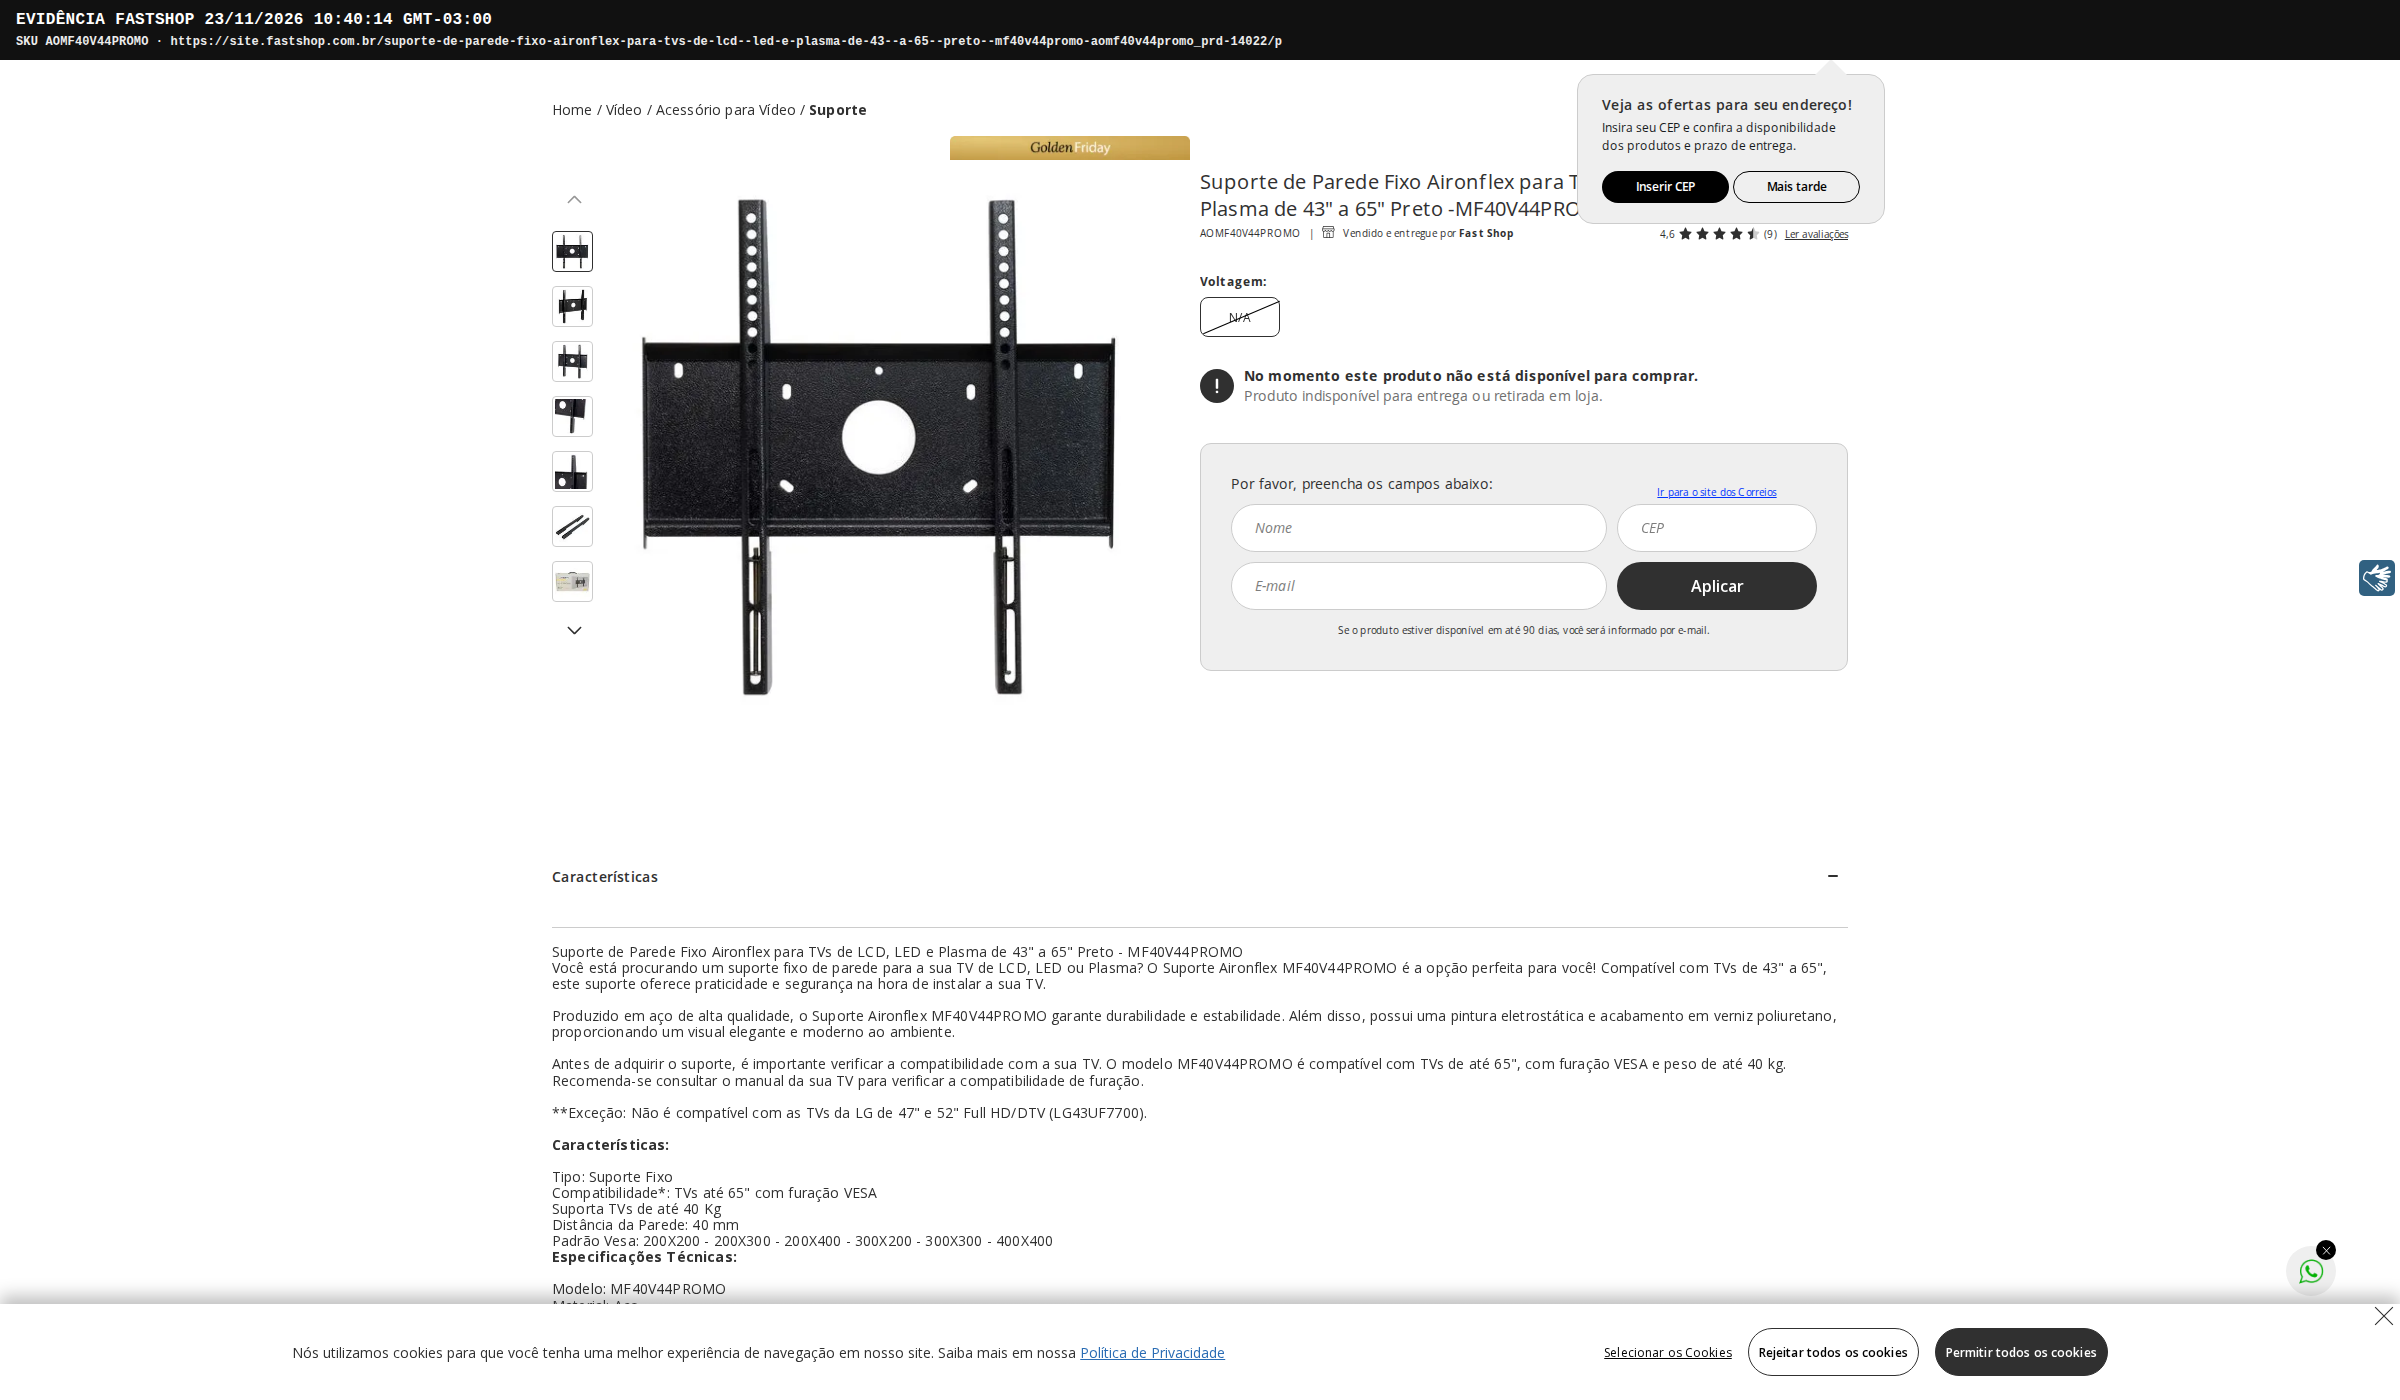 EVIDÊNCIA FASTSHOP 23/11/2026 10:40:14 GMT-03:00
SKU AOMF40V44PROMO · https://site.fastshop.com.br/suporte-de-parede-fixo-aironflex-para-tvs-de-lcd--led-e-plasma-de-43--a-65--preto--mf40v44promo-aomf40v44promo_prd-14022/p
Home / Vídeo / Acessório para Vídeo / Suporte
Veja as ofertas para seu endereço!
Insira seu CEP e confira a disponibilidade
dos produtos e prazo de entrega.
Inserir CEP
Mais tarde
Golden Friday
Suporte de Parede Fixo Aironflex para
Plasma de 43" a 65" Preto -MF40V44PRO
AOMF40V44PROMO | Vendido e entregue por Fast Shop
4,6 (9) Ler avaliações
Voltagem:
N/A
No momento este produto não está disponível para comprar.
Produto indisponível para entrega ou retirada em loja.
Por favor, preencha os campos abaixo:
Ir para o site dos Correios
Nome
CEP
E-mail
Aplicar
Se o produto estiver disponível em até 90 dias, você será informado por e-mail.
Características
Suporte de Parede Fixo Aironflex para TVs de LCD, LED e Plasma de 43" a 65" Preto - MF40V44PROMO
Você está procurando um suporte fixo de parede para a sua TV de LCD, LED ou Plasma? O Suporte Aironflex MF40V44PROMO é a opção perfeita para você! Compatível com TVs de 43" a 65",
este suporte oferece praticidade e segurança na hora de instalar a sua TV.
Produzido em aço de alta qualidade, o Suporte Aironflex MF40V44PROMO garante durabilidade e estabilidade. Além disso, possui uma pintura eletrostática e acabamento em verniz poliuretano,
proporcionando um visual elegante e moderno ao ambiente.
Antes de adquirir o suporte, é importante verificar a compatibilidade com a sua TV. O modelo MF40V44PROMO é compatível com TVs de até 65", com furação VESA e peso de até 40 kg.
Recomenda-se consultar o manual da sua TV para verificar a compatibilidade de furação.
**Exceção: Não é compatível com as TVs da LG de 47" e 52" Full HD/DTV (LG43UF7700).
Características:
Tipo: Suporte Fixo
Compatibilidade*: TVs até 65" com furação VESA
Suporta TVs de até 40 Kg
Distância da Parede: 40 mm
Padrão Vesa: 200X200 - 200X300 - 200X400 - 300X200 - 300X300 - 400X400
Especificações Técnicas:
Modelo: MF40V44PROMO
Nós utilizamos cookies para que você tenha uma melhor experiência de navegação em nosso site. Saiba mais em nossa Política de Privacidade
Selecionar os Cookies
Rejeitar todos os cookies
Permitir todos os cookies